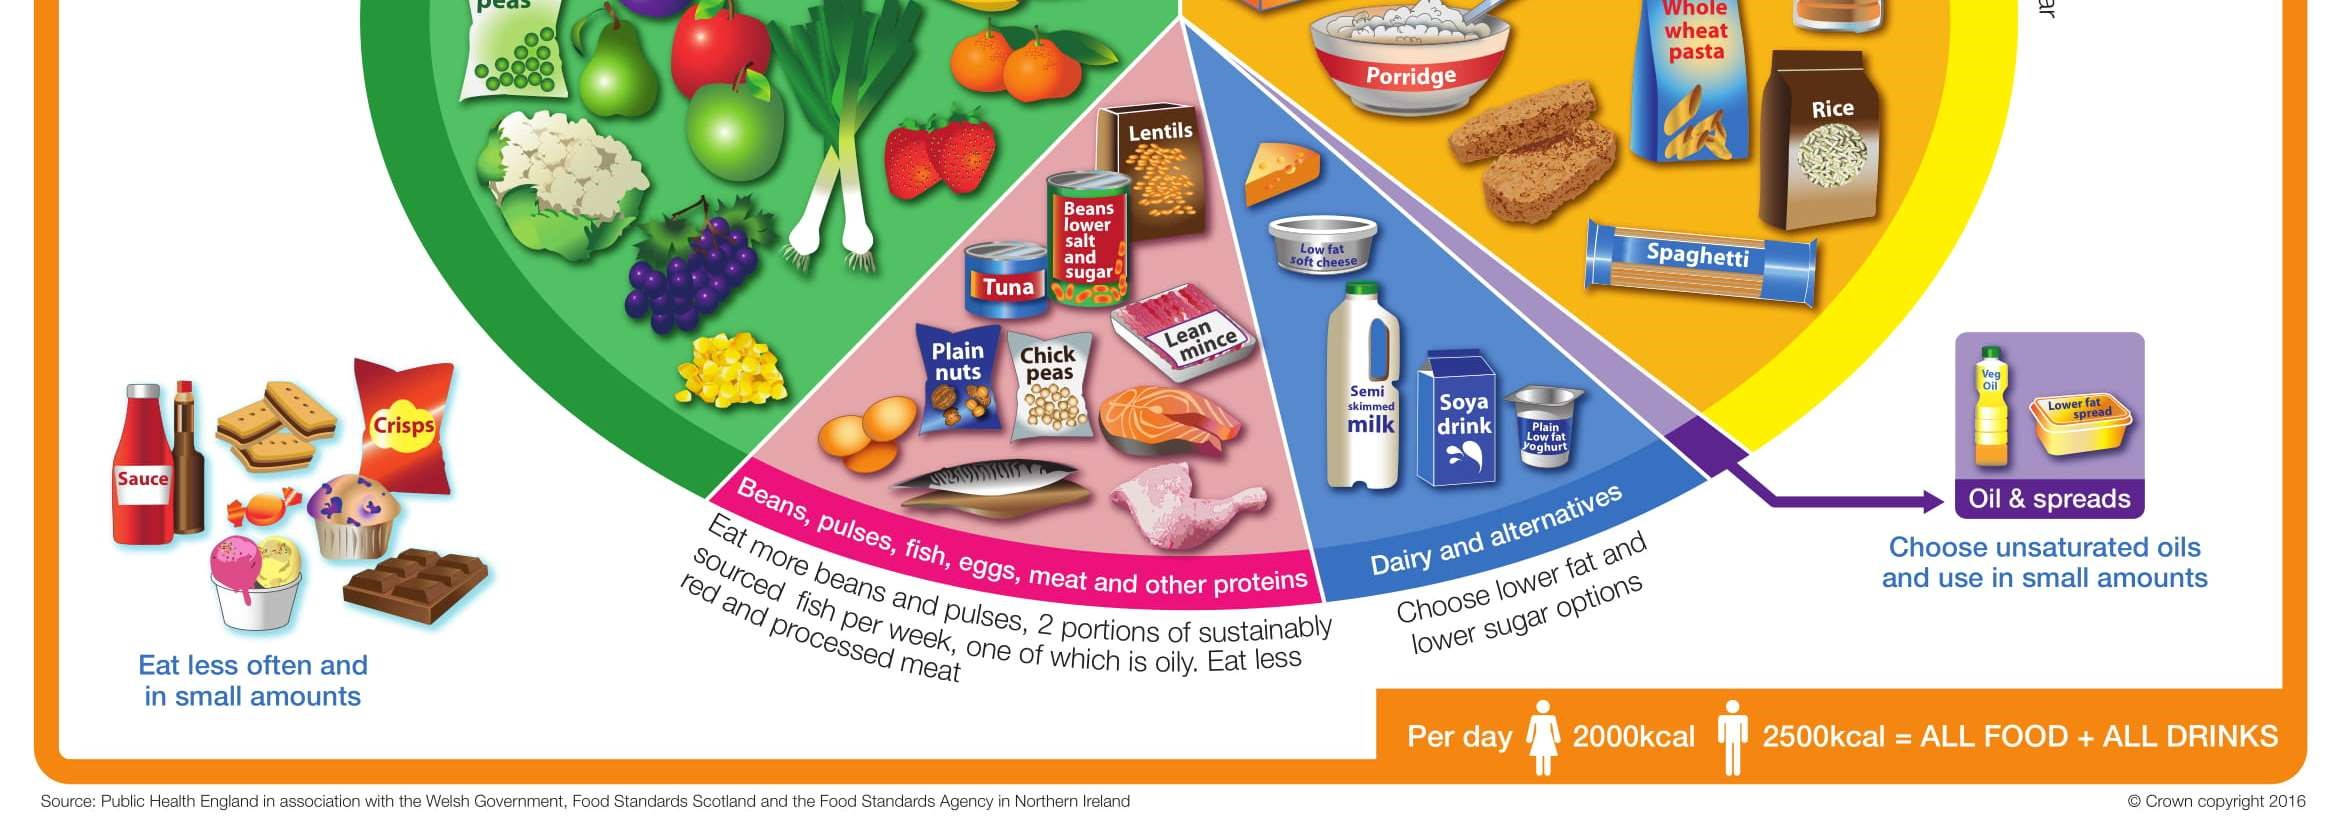 peas
Whole
wheat
pasta
Porridge
Rice
Lentils
Beans
lower
salt
and
sugar
Tuna
Low fat
soft cheese
Spaghetti
Lean
mince
Plain
nuts
Chick
peas
Crisps
Sauce
Semi
skimmed
milk
Soya
drink
Plain
Low fat
yoghurt
Veg
Oil
Lower fat
spread
Oil & spreads
Choose unsaturated oils
and use in small amounts
Beans, pulses, fish, eggs, meat and other proteins
Eat more beans and pulses, 2 portions of sustainably
sourced fish per week, one of which is oily. Eat less
red and processed meat
Dairy and alternatives
Choose lower fat and
lower sugar options
Eat less often and
in small amounts
Per day 2000kcal 2500kcal = ALL FOOD + ALL DRINKS
Source: Public Health England in association with the Welsh Government, Food Standards Scotland and the Food Standards Agency in Northern Ireland
© Crown copyright 2016